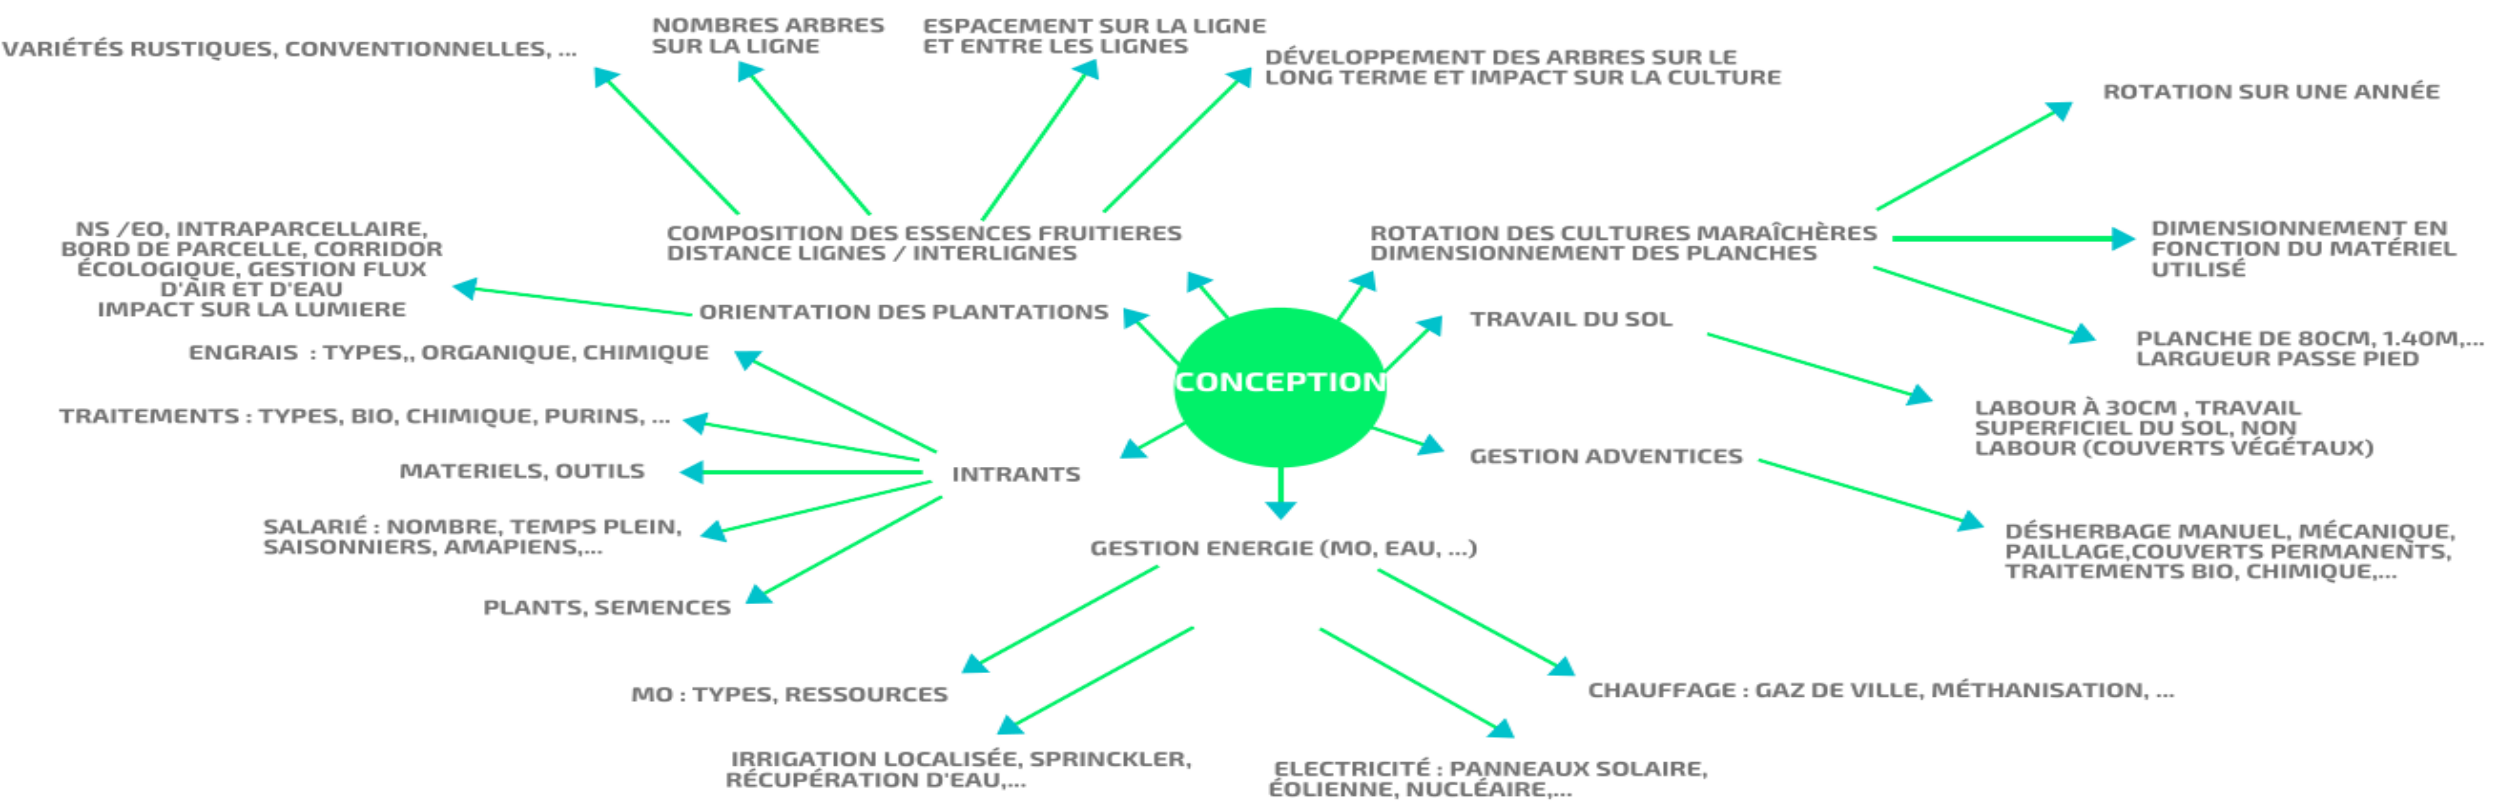 VARIÉTÉS RUSTIQUES, CONVENTIONNELLES, ...
NOMBRES ARBRES
SUR LA LIGNE
ESPACEMENT SUR LA LIGNE
ET ENTRE LES LIGNES
DÉVELOPPEMENT DES ARBRES SUR LE
LONG TERME ET IMPACT SUR LA CULTURE
ROTATION SUR UNE ANNÉE
NS /EO, INTRAPARCELLAIRE,
BORD DE PARCELLE, CORRIDOR
ÉCOLOGIQUE, GESTION FLUX
D'AIR ET D'EAU
IMPACT SUR LA LUMIERE
COMPOSITION DES ESSENCES FRUITIERES
DISTANCE LIGNES / INTERLIGNES
ROTATION DES CULTURES MARAÎCHÈRES
DIMENSIONNEMENT DES PLANCHES
DIMENSIONNEMENT EN
FONCTION DU MATÉRIEL
UTILISÉ
ORIENTATION DES PLANTATIONS
TRAVAIL DU SOL
PLANCHE DE 80CM, 1.40M,...
LARGUEUR PASSE PIED
ENGRAIS  : TYPES,, ORGANIQUE, CHIMIQUE
CONCEPTION
LABOUR À 30CM , TRAVAIL
SUPERFICIEL DU SOL, NON
LABOUR (COUVERTS VÉGÉTAUX)
TRAITEMENTS : TYPES, BIO, CHIMIQUE, PURINS, ...
GESTION ADVENTICES
MATERIELS, OUTILS
INTRANTS
SALARIÉ : NOMBRE, TEMPS PLEIN,
SAISONNIERS, AMAPIENS,...
DÉSHERBAGE MANUEL, MÉCANIQUE,
PAILLAGE,COUVERTS PERMANENTS,
TRAITEMENTS BIO, CHIMIQUE,...
GESTION ENERGIE (MO, EAU, ...)
PLANTS, SEMENCES
MO : TYPES, RESSOURCES
CHAUFFAGE : GAZ DE VILLE, MÉTHANISATION, ...
IRRIGATION LOCALISÉE, SPRINCKLER,
RÉCUPÉRATION D'EAU,...
ELECTRICITÉ : PANNEAUX SOLAIRE,
ÉOLIENNE, NUCLÉAIRE,...